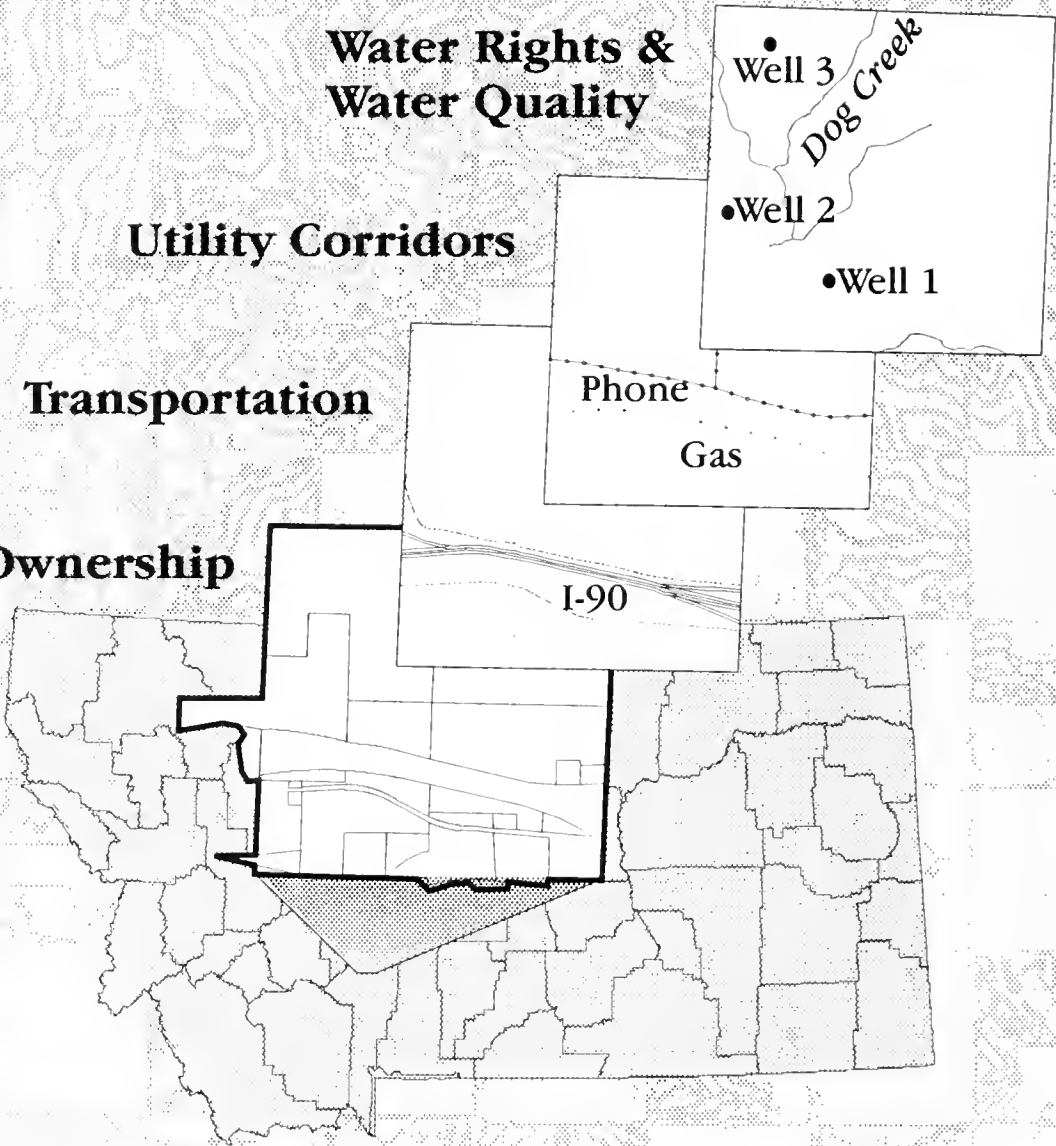 Water Rights &
Water Quality
Well 3
Dog Creek
Well 2
Well 1
Utility Corridors
Phone
Gas
Transportation
I-90
Ownership